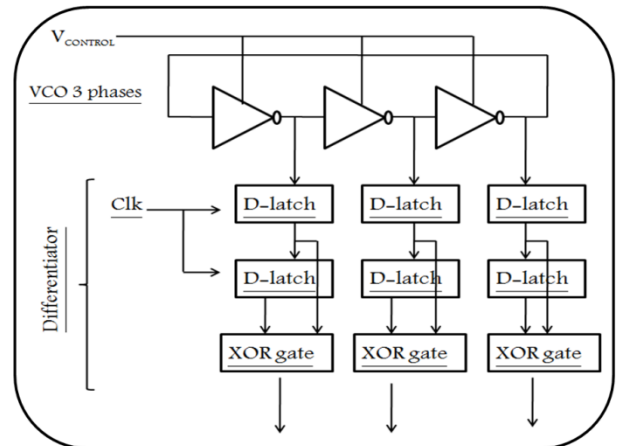 VCONTROL
VCO 3 phases
Clk
D-latch D-latch D-latch
D-latch D-latch D-latch
Differentiator
XOR gate XOR gate XOR gate